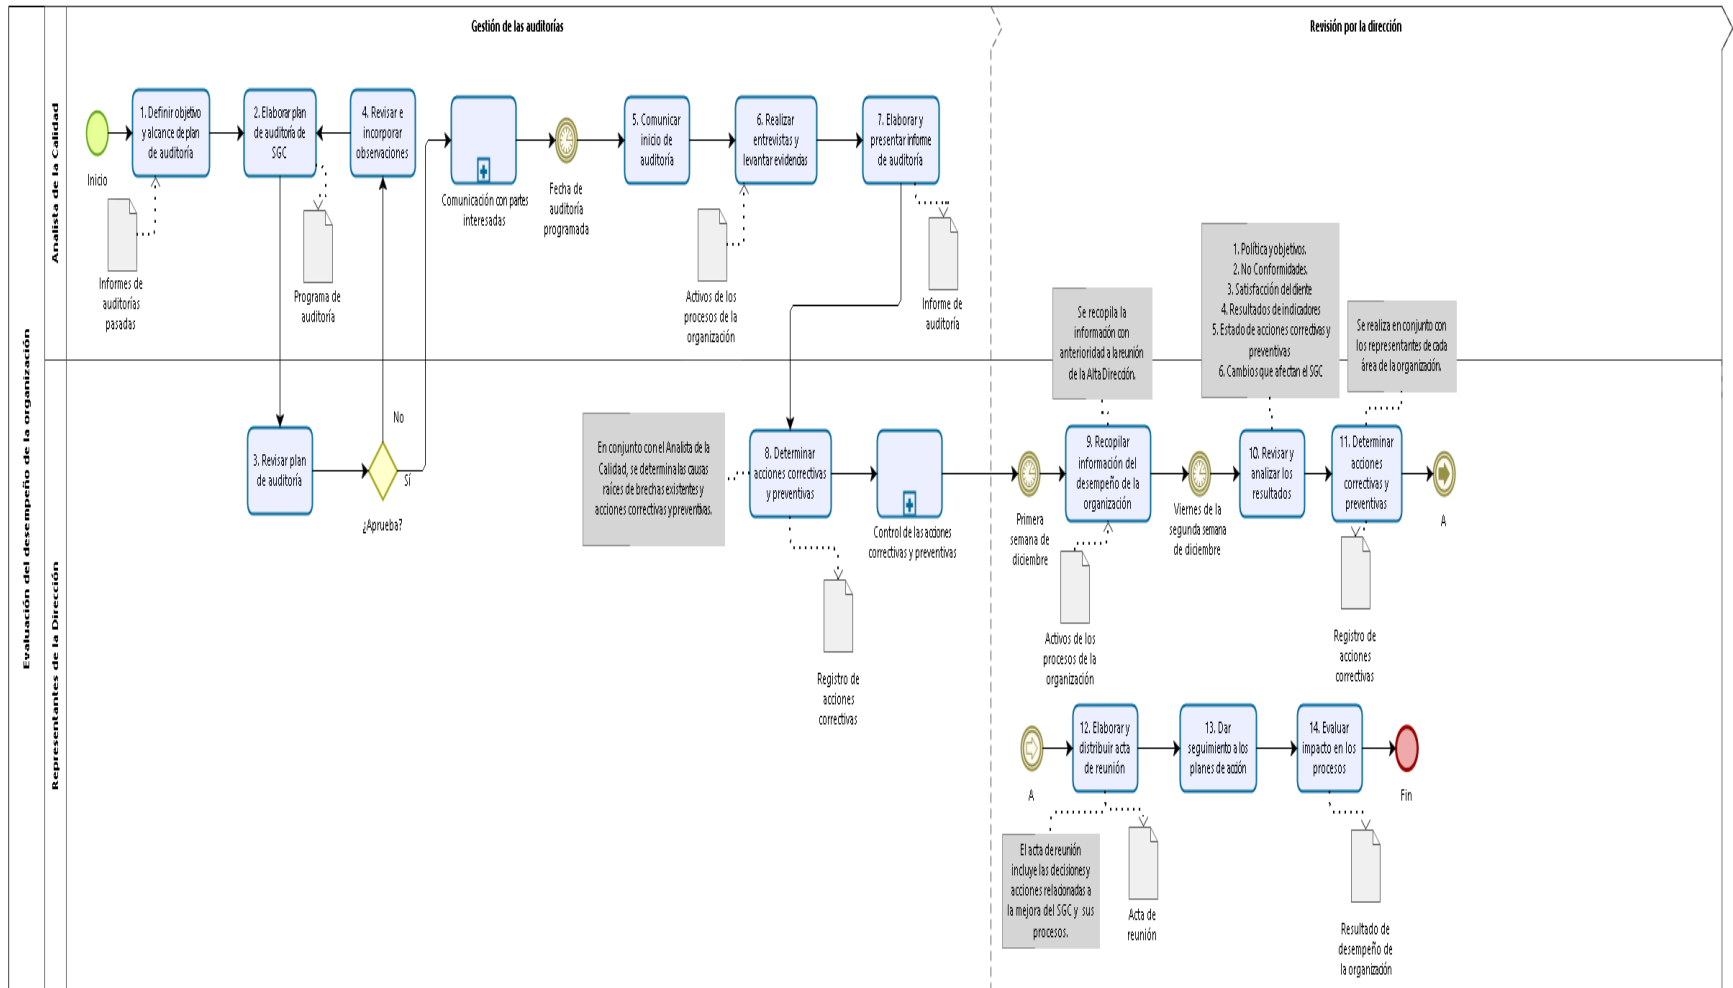 Gestión de las auditorías
Revisión por la dirección
Evaluación del desempeño de la organización
Analista de la Calidad
Representantes de la Dirección
Inicio
1. Definir objetivo
y alcance de plan
de auditoría
2. Elaborar plan
de auditoría de
SGC
4. Revisar e
incorporar
observaciones
Comunicación con partes
interesadas
Fecha de
auditoría
programada
5. Comunicar
inicio de
auditoría
6. Realizar
entrevistas y
levantar evidencias
7. Elaborar y
presentar informe
de auditoría
Informes de
auditorías
pasadas
Programa de
auditoría
Activos de los
procesos de la
organización
Informe de
auditoría
3. Revisar plan
de auditoría
No
Sí
¿Aprueba?
En conjunto con el Analista de la
Calidad, se determina las causas
raíces de brechas existentes y
acciones correctivas y preventivas.
8. Determinar
acciones correctivas
y preventivas
Control de las acciones
correctivas y preventivas
Registro de
acciones
correctivas
Se recopila la
información con
anterioridad a la reunión
de la Alta Dirección.
1. Política y objetivos.
2. No Conformidades.
3. Satisfacción del cliente
4. Resultados de indicadores
5. Estado de acciones correctivas y
preventivas
6. Cambios que afectan el SGC
Se realiza en conjunto con
los representantes de cada
área de la organización.
Primera
semana de
diciembre
9. Recopilar
información del
desempeño de la
organización
Viernes de la
segunda semana
de diciembre
10. Revisar y
analizar los
resultados
11. Determinar
acciones
correctivas y
preventivas
A
Activos de los
procesos de la
organización
Registro de
acciones
correctivas
A
12. Elaborar y
distribuir acta
de reunión
13. Dar
seguimiento a los
planes de acción
14. Evaluar
impacto en los
procesos
Fin
El acta de reunión
incluye las decisiones y
acciones relacionadas a
la mejora del SGC y sus
procesos.
Acta de
reunión
Resultado de
desempeño de
la organización